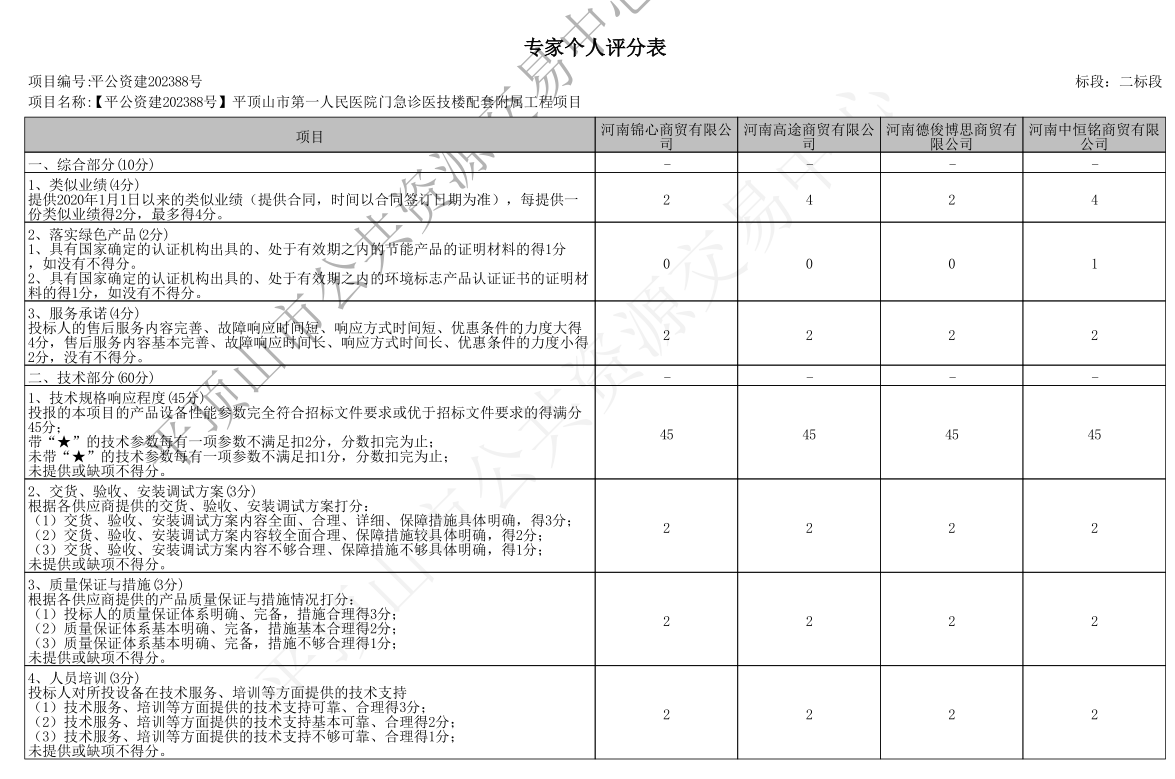 专家个人评分表
项目编号:平公资建202388号
标段：二标段
项目名称:【平公资建202388号】平顶山市第一人民医院门急诊医技楼配套附属工程项目
项目
河南锦心商贸有限公
司
河南高途商贸有限公
司
河南德俊博思商贸有
限公司
河南中恒铭商贸有限
公司
一、综合部分(10分)
– – – –
1、类似业绩(4分)
提供2020年1月1日以来的类似业绩（提供合同，时间以合同签订日期为准），每提供一
份类似业绩得2分，最多得4分。
2 4 2 4
2、落实绿色产品(2分)
1、具有国家确定的认证机构出具的、处于有效期之内的节能产品的证明材料的得1分
，如没有不得分。
2、具有国家确定的认证机构出具的、处于有效期之内的环境标志产品认证证书的证明材
料的得1分，如没有不得分。
0 0 0 1
3、服务承诺(4分)
投标人的售后服务内容完善、故障响应时间短、响应方式时间短、优惠条件的力度大得
4分，售后服务内容基本完善、故障响应时间长、响应方式时间长、优惠条件的力度小得
2分，没有不得分。
2 2 2 2
二、技术部分(60分)
– – – –
1、技术规格响应程度(45分)
投报的本项目的产品设备性能参数完全符合招标文件要求或优于招标文件要求的得满分
45分；
带“★”的技术参数每有一项参数不满足扣2分，分数扣完为止；
未带“★”的技术参数每有一项参数不满足扣1分，分数扣完为止；
未提供或缺项不得分。
45 45 45 45
2、交货、验收、安装调试方案(3分)
根据各供应商提供的交货、验收、安装调试方案打分：
（1）交货、验收、安装调试方案内容全面、合理、详细、保障措施具体明确，得3分；
（2）交货、验收、安装调试方案内容较全面合理、保障措施较具体明确，得2分；
（3）交货、验收、安装调试方案内容不够合理、保障措施不够具体明确，得1分；
未提供或缺项不得分。
2 2 2 2
3、质量保证与措施(3分)
根据各供应商提供的产品质量保证与措施情况打分：
（1）投标人的质量保证体系明确、完备，措施合理得3分；
（2）质量保证体系基本明确、完备，措施基本合理得2分；
（3）质量保证体系基本明确、完备，措施不够合理得1分；
未提供或缺项不得分。
2 2 2 2
4、人员培训(3分)
投标人对所投设备在技术服务、培训等方面提供的技术支持
（1）技术服务、培训等方面提供的技术支持可靠、合理得3分；
（2）技术服务、培训等方面提供的技术支持基本可靠、合理得2分；
（3）技术服务、培训等方面提供的技术支持不够可靠、合理得1分；
未提供或缺项不得分。
2 2 2 2
平顶山市公共资源交易中心
平顶山市公共资源交易中心